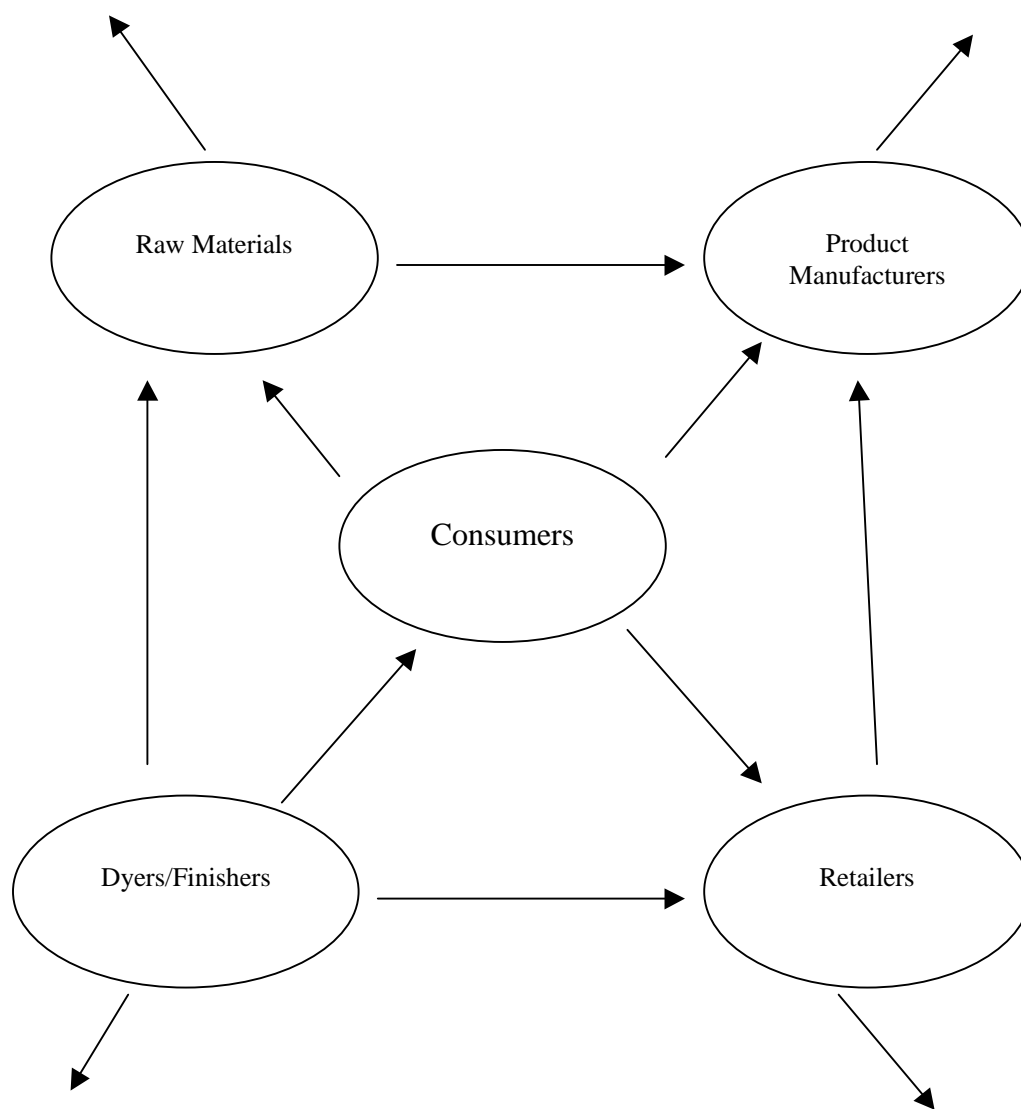 Raw Materials
Product
Manufacturers
Consumers
Dyers/Finishers
Retailers